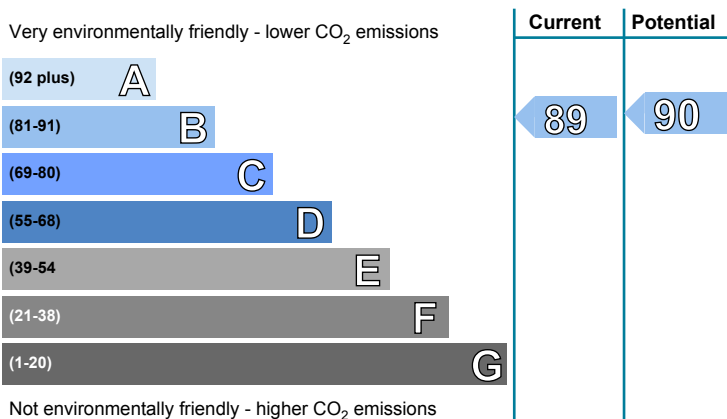 Current Potential
Very environmentally friendly - lower CO2 emissions
(92 plus) A
(81-91) B 89 90
(69-80) C
(55-68) D
(39-54 E
(21-38) F
(1-20) G
Not environmentally friendly - higher CO2 emissions